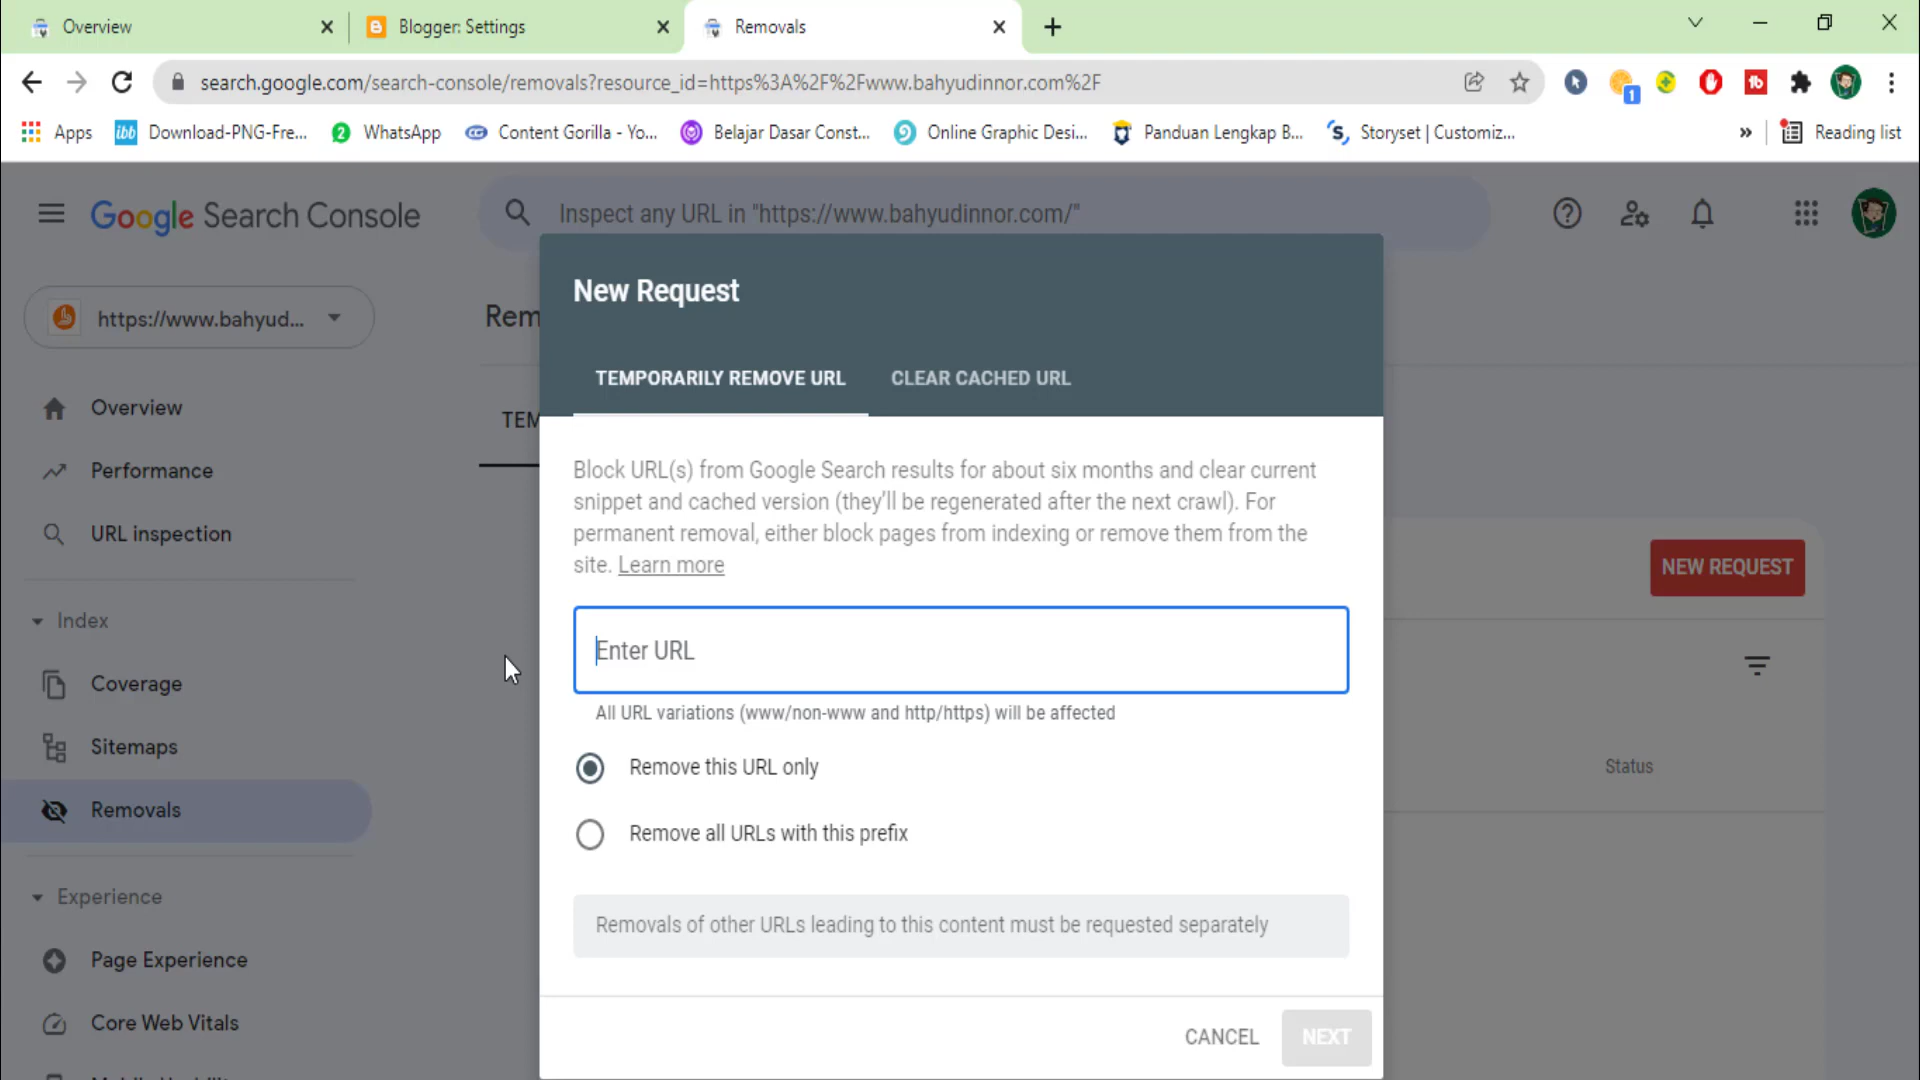 Overview
Blogger: Settings
Removals
search.google.com/search-console/removals?resource_id=https%3A%2F%2Fwww.bahyudinnor.com%2F
1
Apps
ibb
Download-PNG-Fre...
2
WhatsApp
Content Gorilla - Yo...
Belajar Dasar Const...
Online Graphic Desi...
Panduan Lengkap B...
Storyset | Customiz...
»
Reading list
Google Search Console
Inspect any URL in "https://www.bahyudinnor.com/"
https://www.bahyud...
Overview
Performance
URL inspection
Index
Coverage
Sitemaps
Removals
Experience
Page Experience
Core Web Vitals
Rem
TEM
New Request
TEMPORARILY REMOVE URL
CLEAR CACHED URL
Block URL(s) from Google Search results for about six months and clear current
snippet and cached version (they'll be regenerated after the next crawl). For
permanent removal, either block pages from indexing or remove them from the
site. Learn more
Enter URL
All URL variations (www/non-www and http/https) will be affected
Remove this URL only
Remove all URLs with this prefix
Removals of other URLs leading to this content must be requested separately
CANCEL
NEXT
NEW REQUEST
Status